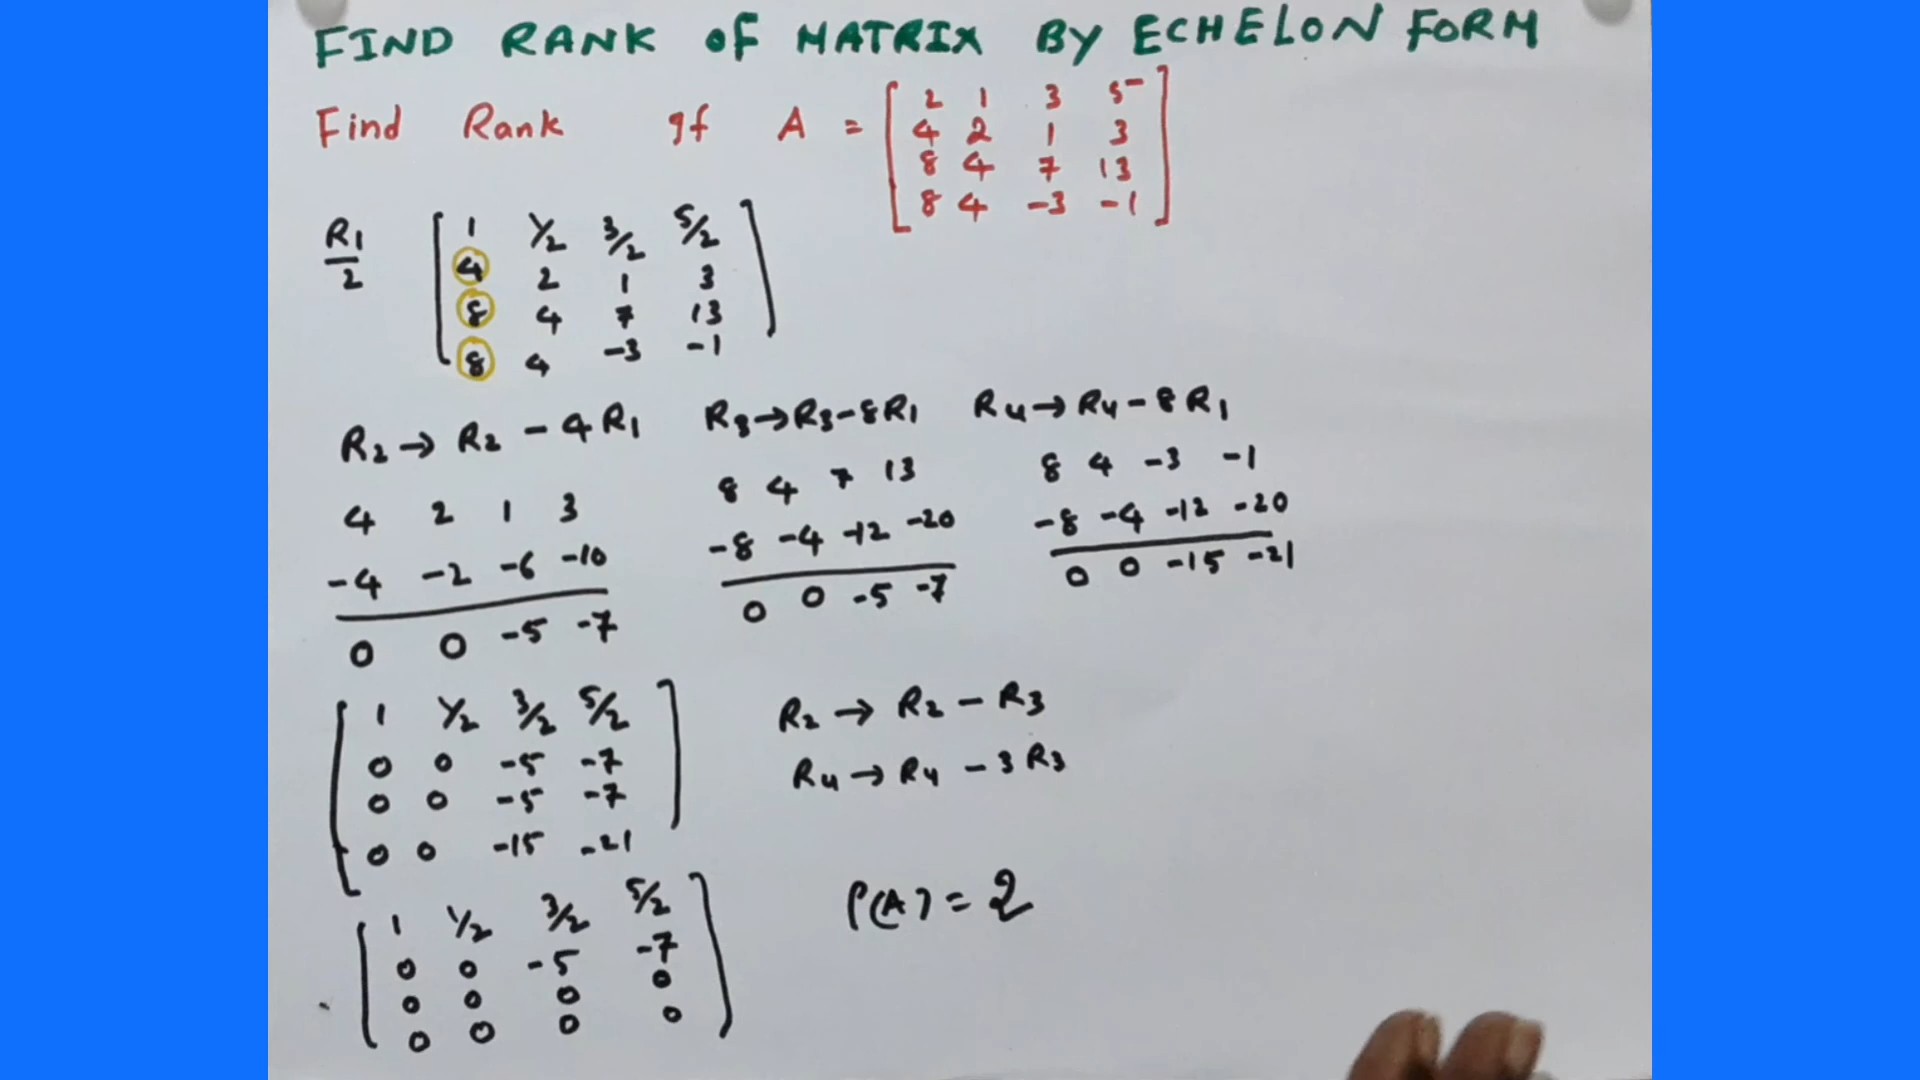 FIND RANK OF MATRIX BY ECHELON FORM
Find Rank If A = [ 2 1 3 5
4 2 1 3
8 4 7 13
8 4 -3 -1 ]
R1/2 [ 1 1/2 3/2 5/2
4 2 1 3
8 4 7 13
8 4 -3 -1 ]
R2 → R2 - 4R1 R3 → R3 - 8R1 R4 → R4 - 8R1
4 2 1 3
-4 -2 -6 -10
0 0 -5 -7
8 4 7 13
-8 -4 -12 -20
0 0 -5 -7
8 4 -3 -1
-8 -4 -12 -20
0 0 -15 -21
[ 1 1/2 3/2 5/2
0 0 -5 -7
0 0 -5 -7
0 0 -15 -21 ]
R2 → R2 - R3
R4 → R4 - 3R3
[ 1 1/2 3/2 5/2
0 0 -5 -7
0 0 0 0
0 0 0 0 ]
ρ(A) = 2